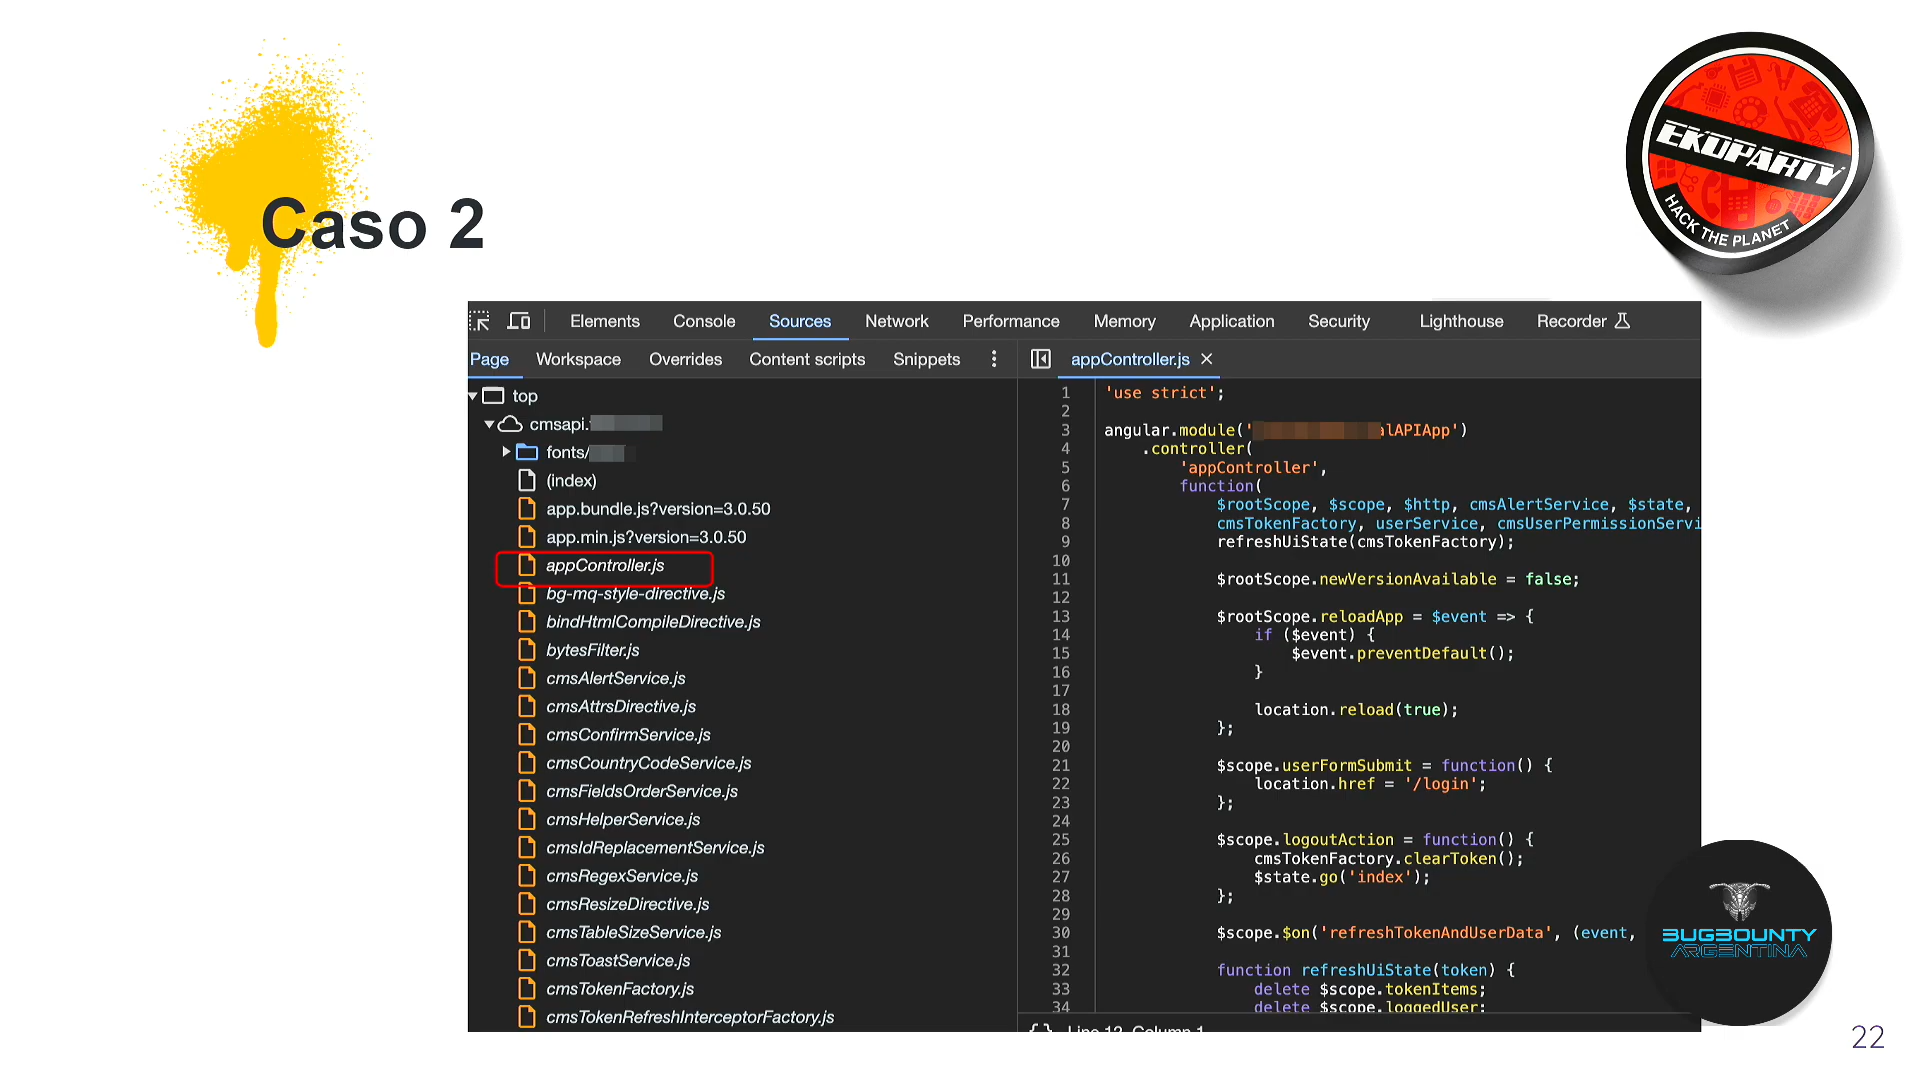 Caso 2
EKOPARTY
HACK THE PLANET
Elements Console Sources Network Performance Memory Application Security Lighthouse Recorder
Page Workspace Overrides Content scripts Snippets
appController.js
top
cmsapi.
fonts/
(index)
app.bundle.js?version=3.0.50
app.min.js?version=3.0.50
appController.js
bg-mq-style-directive.js
bindHtmlCompileDirective.js
bytesFilter.js
cmsAlertService.js
cmsAttrsDirective.js
cmsConfirmService.js
cmsCountryCodeService.js
cmsFieldsOrderService.js
cmsHelperService.js
cmsIdReplacementService.js
cmsRegexService.js
cmsResizeDirective.js
cmsTableSizeService.js
cmsToastService.js
cmsTokenFactory.js
cmsTokenRefreshInterceptorFactory.js
1 'use strict';
2
3 angular.module(' lAPIApp')
4 .controller(
5 'appController',
6 function(
7 $rootScope, $scope, $http, cmsAlertService, $state,
8 cmsTokenFactory, userService, cmsUserPermissionServi
9 refreshUiState(cmsTokenFactory);
10
11 $rootScope.newVersionAvailable = false;
12
13 $rootScope.reloadApp = $event => {
14 if ($event) {
15 $event.preventDefault();
16 }
17
18 location.reload(true);
19 };
20
21 $scope.userFormSubmit = function() {
22 location.href = '/login';
23 };
24
25 $scope.logoutAction = function() {
26 cmsTokenFactory.clearToken();
27 $state.go('index');
28 };
29
30 $scope.$on('refreshTokenAndUserData', (event,
31
32 function refreshUiState(token) {
33 delete $scope.tokenItems;
34 delete $scope.loggedUser;
{} Line 12, Column 1
BUGBOUNTY
ARGENTINA
22